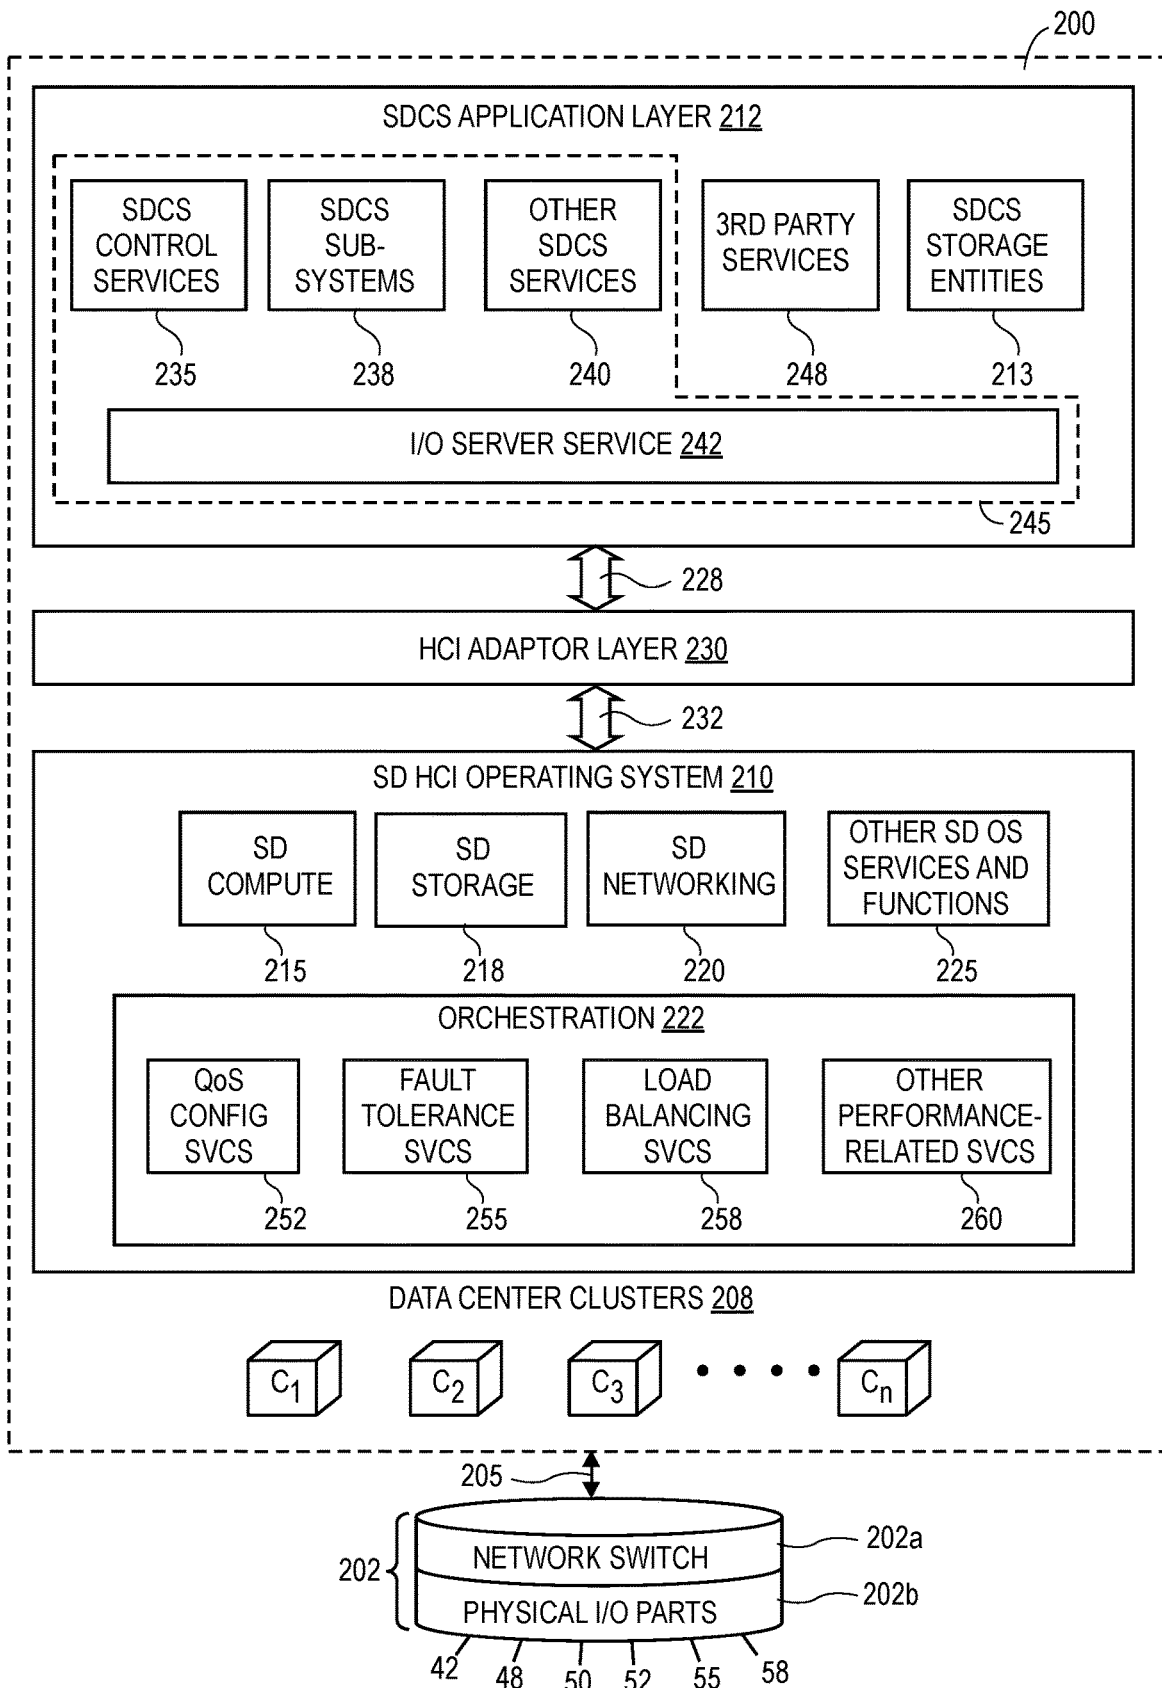 200
SDCS APPLICATION LAYER 212
SDCS
CONTROL
SERVICES
SDCS
SUB-
SYSTEMS
OTHER
SDCS
SERVICES
3RD PARTY
SERVICES
SDCS
STORAGE
ENTITIES
235
238
240
248
213
I/O SERVER SERVICE 242
245
228
HCI ADAPTOR LAYER 230
232
SD HCI OPERATING SYSTEM 210
SD
COMPUTE
SD
STORAGE
SD
NETWORKING
OTHER SD OS
SERVICES AND
FUNCTIONS
215
218
220
225
ORCHESTRATION 222
QoS
CONFIG
SVCS
FAULT
TOLERANCE
SVCS
LOAD
BALANCING
SVCS
OTHER
PERFORMANCE-
RELATED SVCS
252
255
258
260
DATA CENTER CLUSTERS 208
C1
C2
C3
Cn
205
202
NETWORK SWITCH
202a
PHYSICAL I/O PARTS
202b
42
48
50
52
55
58